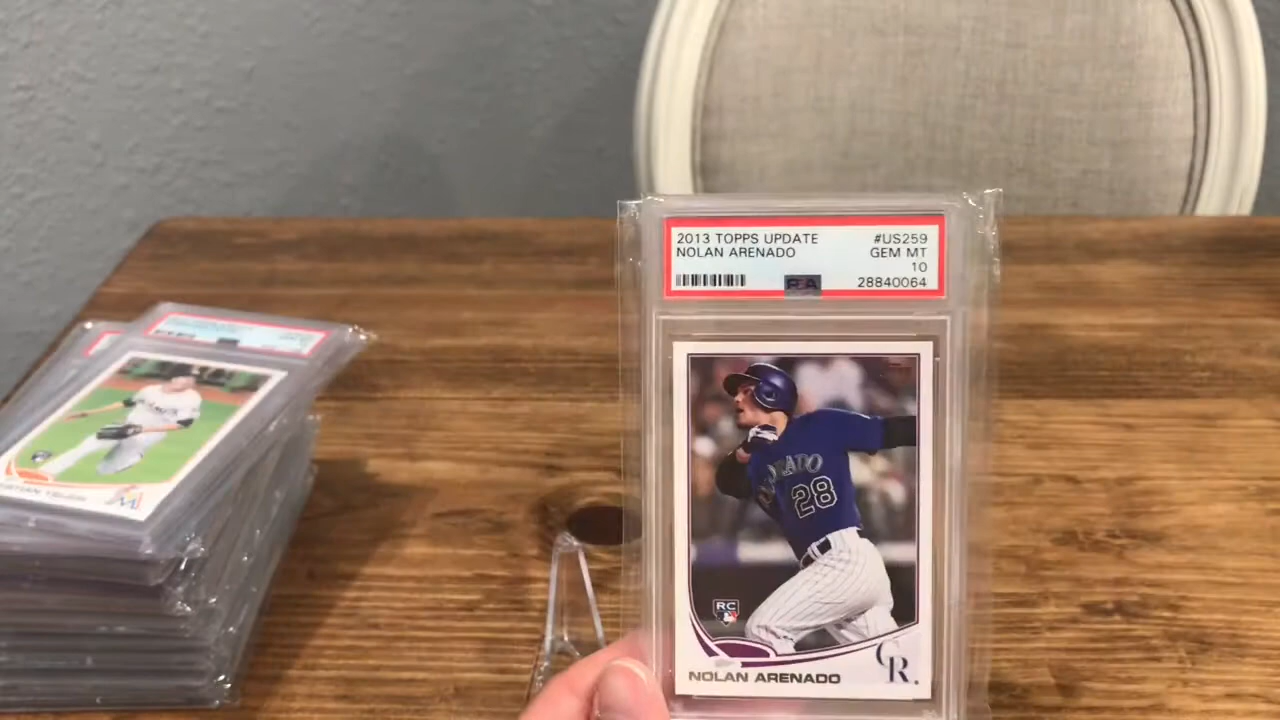 2013 TOPPS UPDATE #US259
NOLAN ARENADO GEM MT
10
PSA 28840064
28
RC
NOLAN ARENADO
CR